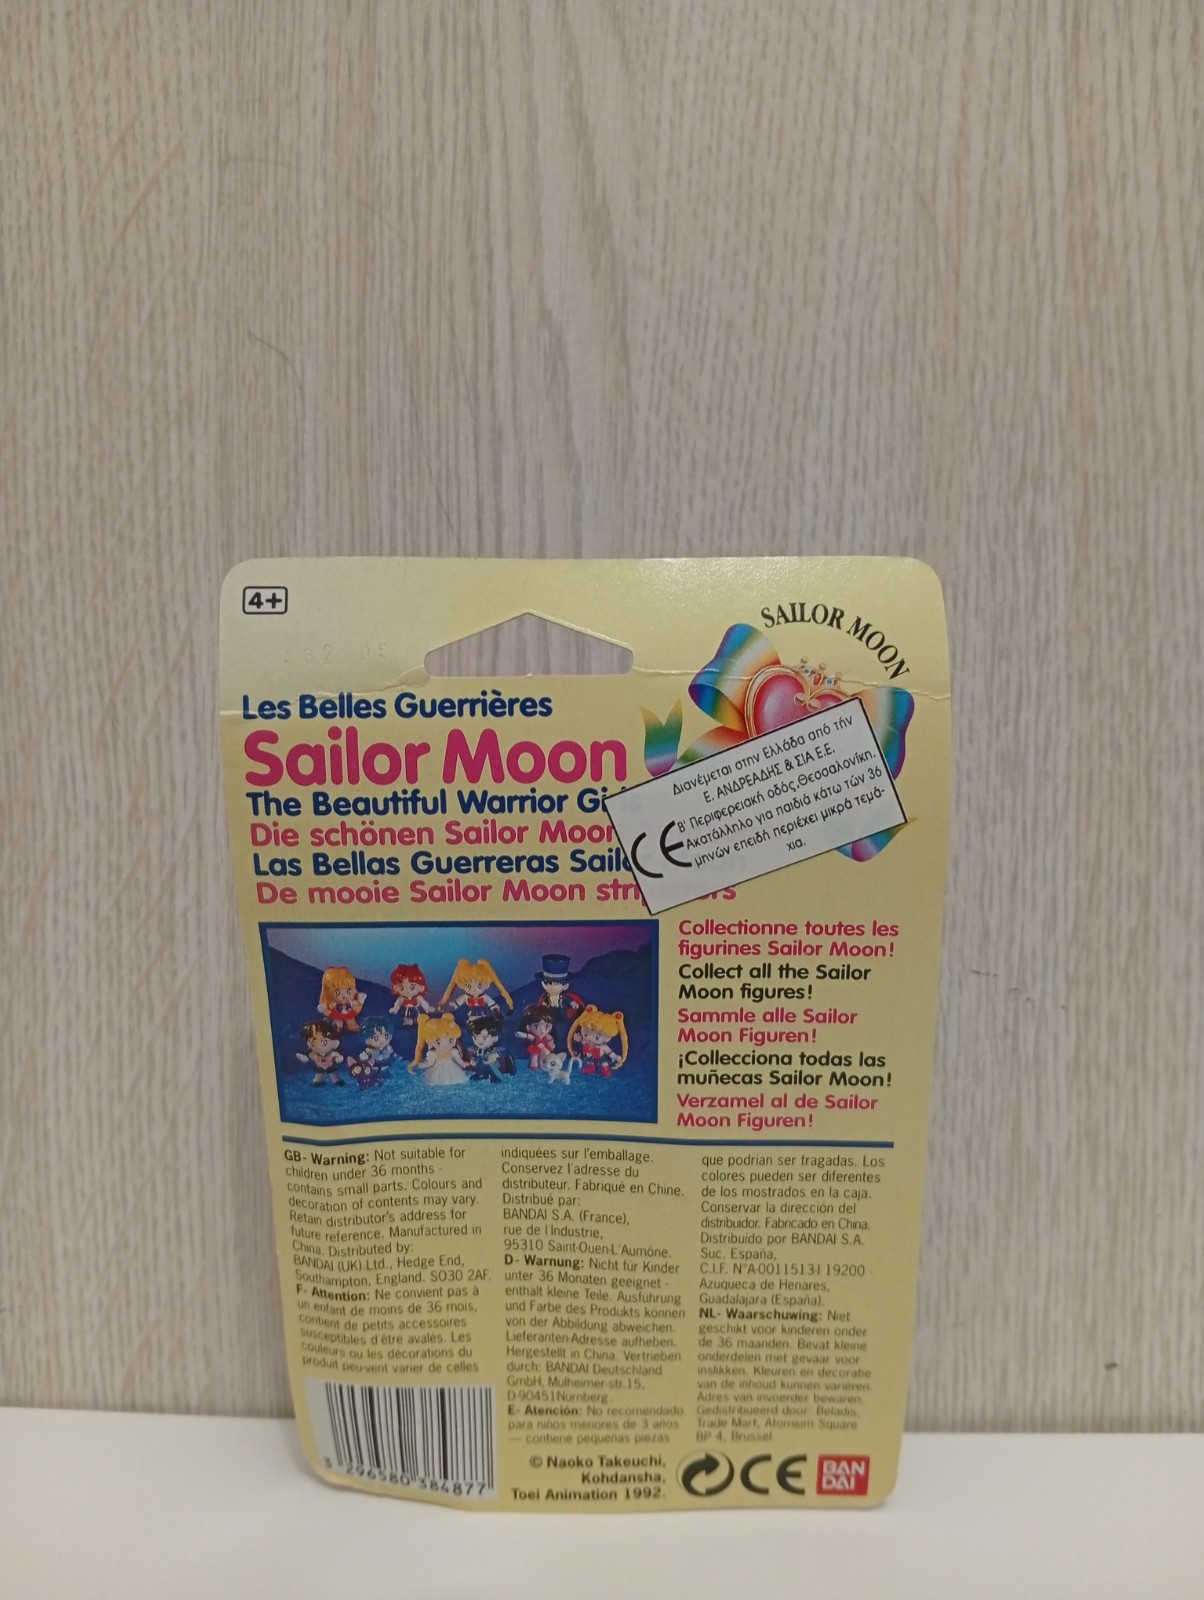 4+
SAILOR MOON
Les Belles Guerrières
Sailor Moon
The Beautiful Warrior Gi
Die schönen Sailor Moon
Las Bellas Guerreras Sailo
De mooie Sailor Moon strij ers
Διανέμεται στην Ελλάδα από τήν
Ε. ΑΝΔΡΕΑΔΗΣ & ΣΙΑ Ε.Ε.
Β' Περιφερειακή οδός, Θεσσαλονίκη.
Ακατάλληλο για παιδιά κάτω τών 36
μηνών επειδή περιέχει μικρά τεμά-
χια.
CE
Collectionne toutes les
figurines Sailor Moon!
Collect all the Sailor
Moon figures!
Sammle alle Sailor
Moon Figuren!
¡Collecciona todas las
muñecas Sailor Moon!
Verzamel al de Sailor
Moon Figuren!
GB- Warning: Not suitable for
children under 36 months -
contains small parts. Colours and
decoration of contents may vary.
Retain distributor's address for
future reference. Manufactured in
China. Distributed by:
BANDAI (UK) Ltd., Hedge End,
Southampton, England. SO30 2AF.
F- Attention: Ne convient pas à
un enfant de moins de 36 mois,
contient de petits accessoires
susceptibles d'être avalés. Les
couleurs ou les décorations du
produit peuvent varier de celles
indiquées sur l'emballage.
Conservez l'adresse du
distributeur. Fabriqué en Chine.
Distribué par:
BANDAI S.A. (France),
rue de l'Industrie,
95310 Saint-Ouen-L'Aumône.
D- Warnung: Nicht für Kinder
unter 36 Monaten geeignet -
enthält kleine Teile. Ausführung
und Farbe des Produkts können
von der Abbildung abweichen.
Lieferanten-Adresse aufheben.
Hergestellt in China. Vertrieben
durch: BANDAI Deutschland
GmbH, Mülheimer-str. 15,
D-90451 Nürnberg.
E- Atención: No recomendado
para niños menores de 3 años
— contiene pequeñas piezas
que podrían ser tragadas. Los
colores pueden ser diferentes
de los mostrados en la caja.
Conservar la dirección del
distribuidor. Fabricado en China.
Distribuido por BANDAI S.A.
Suc. España,
C.I.F. N°A-0011513-I 19200 -
Azuqueca de Henares,
Guadalajara (España).
NL- Waarschuwing: Niet
geschikt voor kinderen onder
de 36 maanden. Bevat kleine
onderdelen met gevaar voor
inslikken. Kleuren en decoratie
van de inhoud kunnen variëren.
Adres van invoerder bewaren.
Gedistribueerd door: Beladis,
Trade Mart, Atomium Square
BP 4, Brussel.
3 296580 384877
© Naoko Takeuchi,
Kohdansha,
Toei Animation 1992.
CE
BAN
DAI